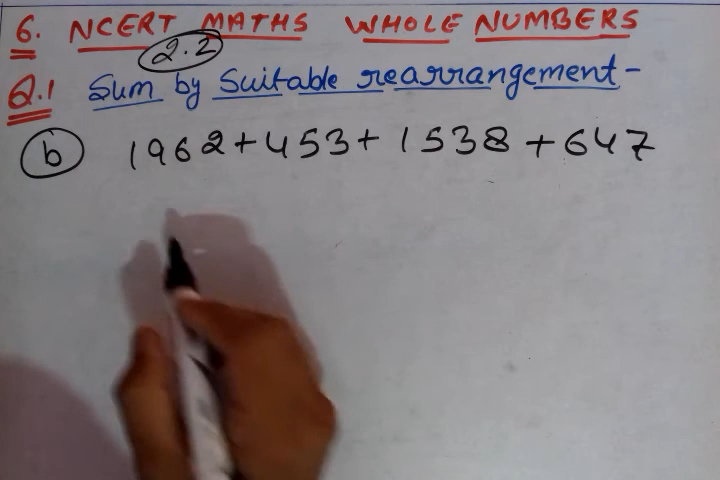 6. NCERT MATHS WHOLE NUMBERS
2.2
Q.1 Sum by Suitable rearrangement-
b 1962+453+1538+647